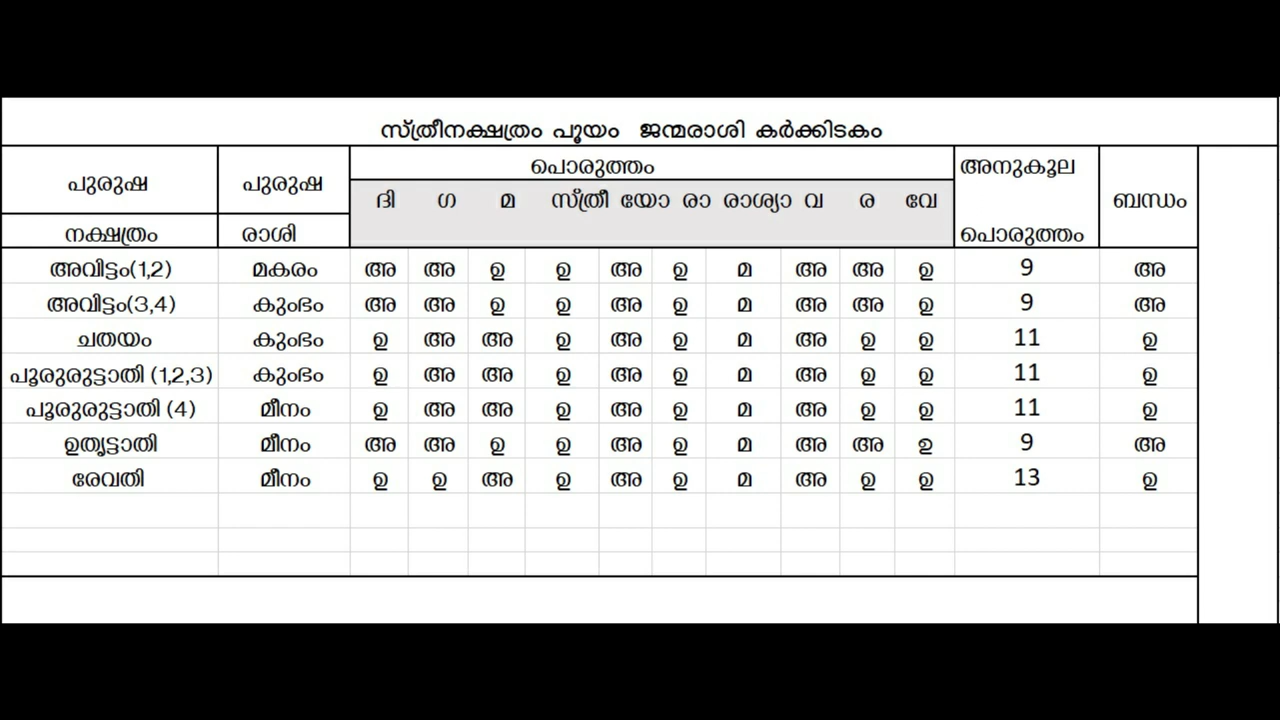 സ്ത്രീനക്ഷത്രം പൂയം ജന്മരാശി കർക്കിടകം
പുരുഷ പുരുഷ പൊരുത്തം അനുകൂല ബന്ധം
ദി ഗ മ സ്ത്രീ യോ രാ രാശ്യാ വ ര വേ
നക്ഷത്രം രാശി പൊരുത്തം
അവിട്ടം(1,2) മകരം അ അ ഉ ഉ അ ഉ മ അ അ ഉ 9 അ
അവിട്ടം(3,4) കുംഭം അ അ ഉ ഉ അ ഉ മ അ അ ഉ 9 അ
ചതയം കുംഭം ഉ അ അ ഉ അ ഉ മ അ ഉ ഉ 11 ഉ
പൂരുരുട്ടാതി (1,2,3) കുംഭം ഉ അ അ ഉ അ ഉ മ അ ഉ ഉ 11 ഉ
പൂരുരുട്ടാതി (4) മീനം ഉ അ അ ഉ അ ഉ മ അ ഉ ഉ 11 ഉ
ഉതൃട്ടാതി മീനം അ അ ഉ ഉ അ ഉ മ അ അ ഉ 9 അ
രേവതി മീനം ഉ ഉ അ ഉ അ ഉ മ അ ഉ ഉ 13 ഉ